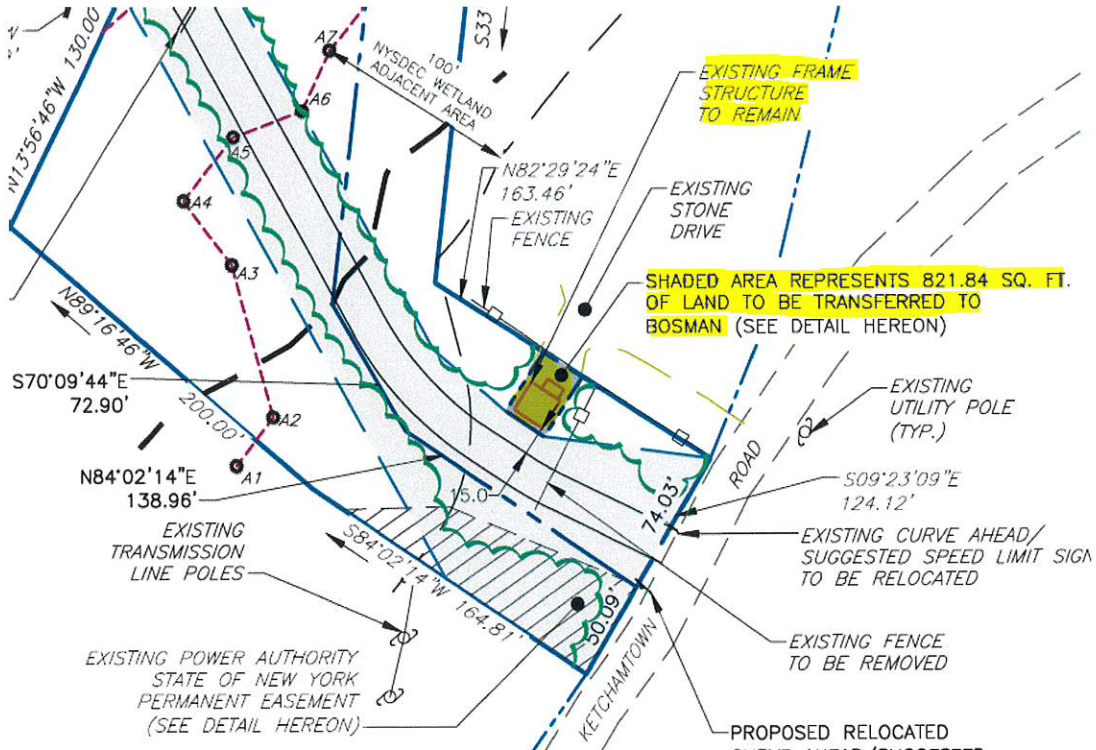 N13°56'46"W 130.00'
A7
100'
NYSDEC WETLAND
ADJACENT AREA
S33
A6
A5
A4
A3
A2
A1
EXISTING FRAME
STRUCTURE
TO REMAIN
N82°29'24"E
163.46'
EXISTING
FENCE
EXISTING
STONE
DRIVE
SHADED AREA REPRESENTS 821.84 SQ. FT.
OF LAND TO BE TRANSFERRED TO
BOSMAN (SEE DETAIL HEREON)
N89°16'46"W
200.00'
S70°09'44"E
72.90'
N84°02'14"E
138.96'
EXISTING
UTILITY POLE
(TYP.)
ROAD
15.0
74.03'
S09°23'09"E
124.12'
EXISTING
TRANSMISSION
LINE POLES
S84°02'14"W 164.81'
EXISTING CURVE AHEAD/
SUGGESTED SPEED LIMIT SIGN
TO BE RELOCATED
50.09'
EXISTING FENCE
TO BE REMOVED
EXISTING POWER AUTHORITY
STATE OF NEW YORK
PERMANENT EASEMENT
(SEE DETAIL HEREON)
KETCHAMTOWN
PROPOSED RELOCATED
CURVE AHEAD/SUGGESTED